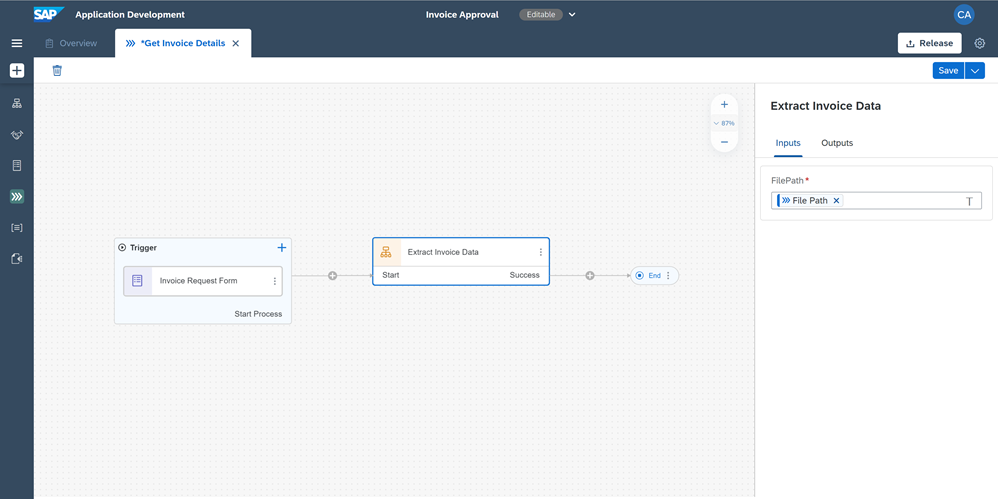 SAP Application Development Invoice Approval Editable CA
Overview *Get Invoice Details Release
Save
87%
Extract Invoice Data
Inputs Outputs
FilePath *
File Path T
Trigger
Invoice Request Form
Start Process
Extract Invoice Data
Start Success
End